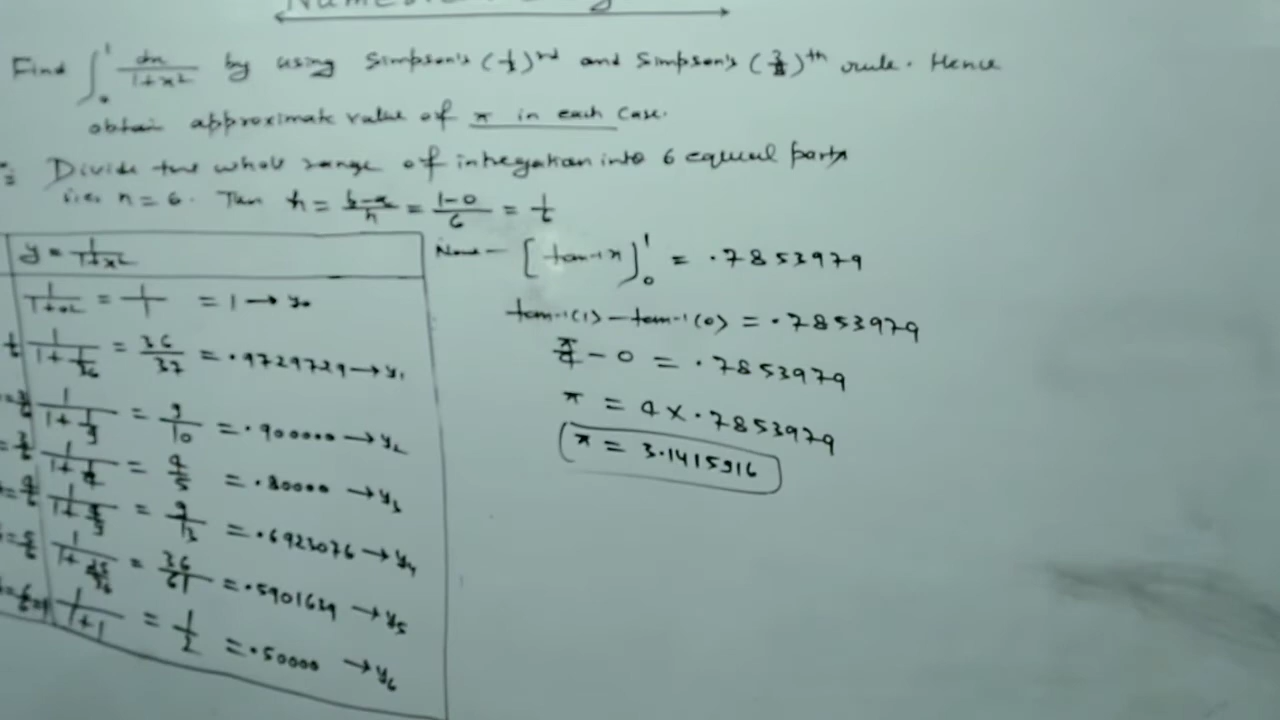 Find ∫₀¹ dx/1+x² by using Simpson's (1/3)rd and Simpson's (3/8)th rule. Hence
obtain approximate value of π in each case.
Divide the whole range of integration into 6 equal parts
i.e. n = 6. Then h = b-a/n = 1-0/6 = 1/6
y = 1/1+x²
1/1+0² = 1/1 = 1 → y₀
1/1+1/36 = 36/37 = .9729729 → y₁
1/1+1/9 = 9/10 = .900000 → y₂
1/1+1/4 = 4/5 = .80000 → y₃
1/1+4/9 = 9/13 = .6923076 → y₄
1/1+25/36 = 36/61 = .5901639 → y₅
1/1+1 = 1/2 = .50000 → y₆
[tan-1x]₀¹ = .7853979
tan-1(1) - tan-1(0) = .7853979
π/4 - 0 = .7853979
π = 4 x .7853979
π = 3.1415916